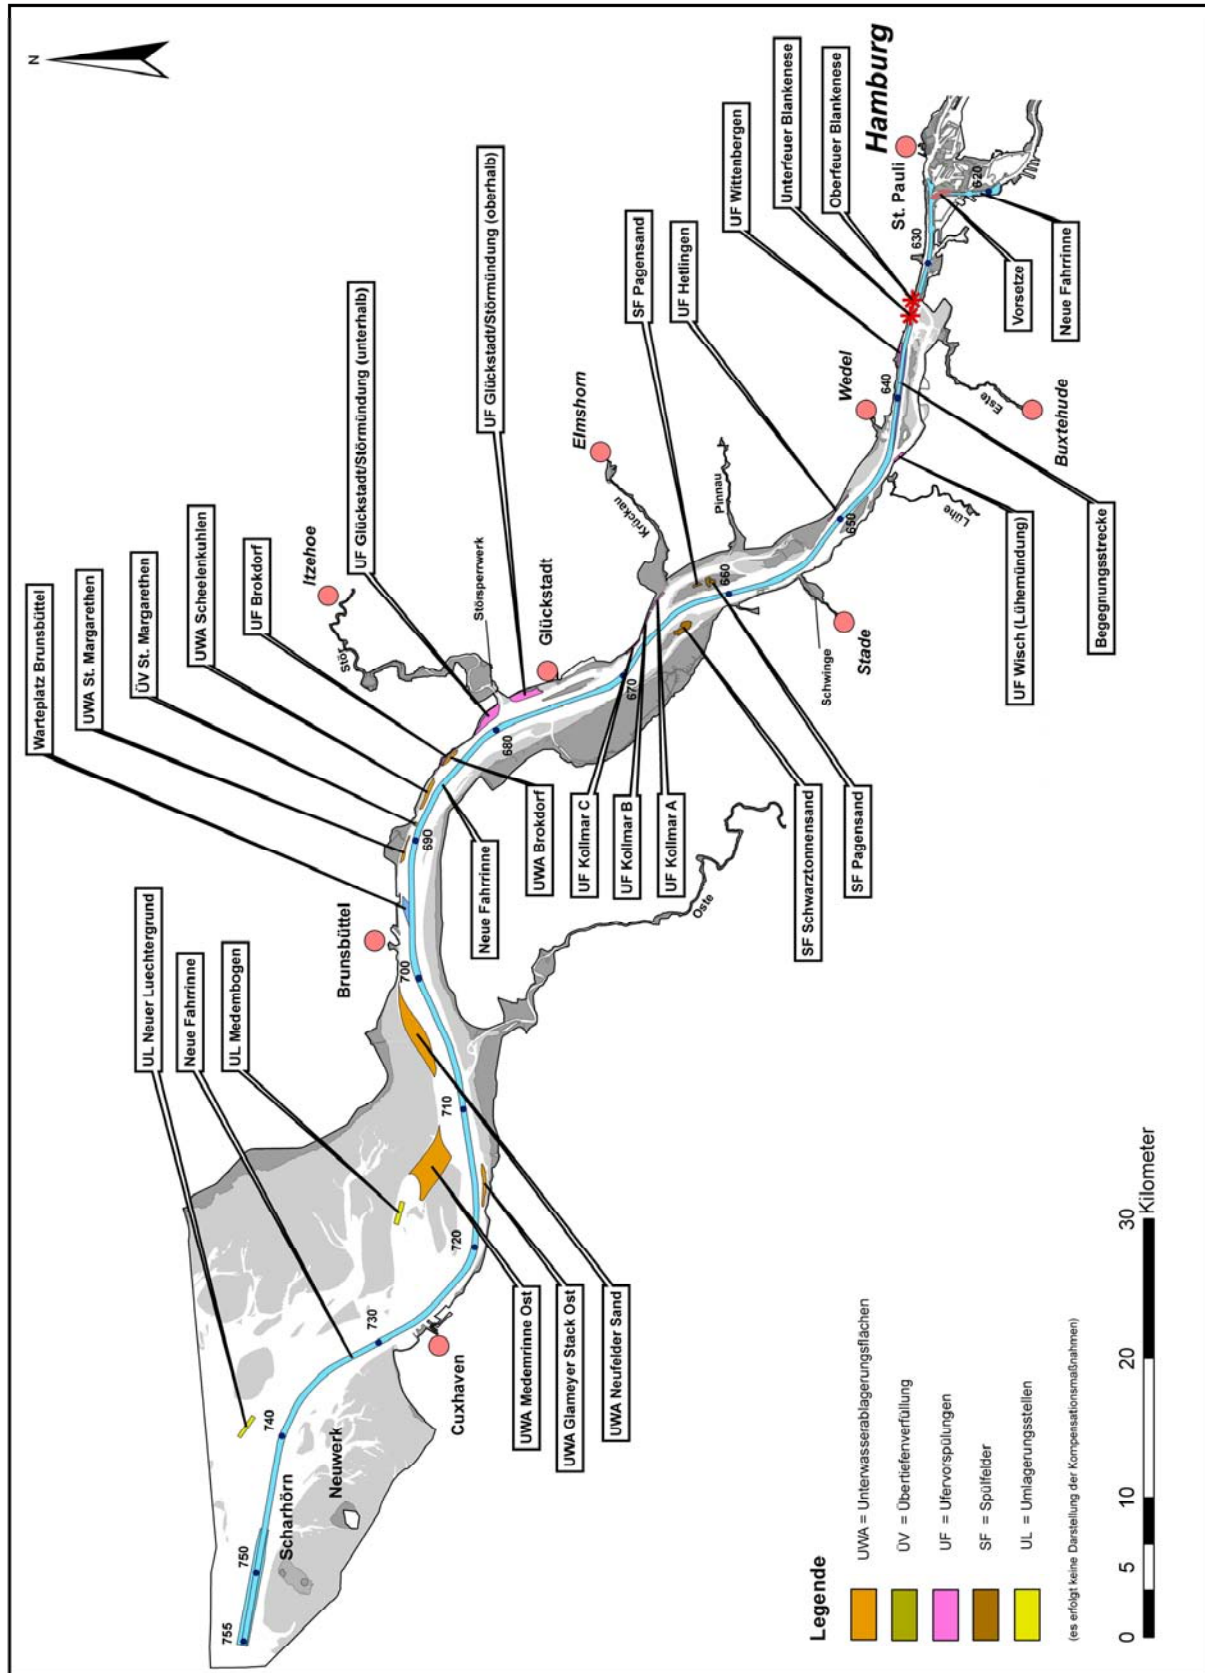 N
UL Neuer Luechtergrund
Neue Fahrrinne
UL Medembogen
Warteplatz Brunsbüttel
UWA St. Margarethen
ÜV St. Margarethen
UWA Scheelenkuhlen
UF Brokdorf
UF Glückstadt/Störmündung (unterhalb)
UF Glückstadt/Störmündung (oberhalb)
SF Pagensand
UF Hetlingen
UF Wittenbergen
Unterfeuer Blankenese
Oberfeuer Blankenese
Hamburg
St. Pauli
Itzehoe
Stör
Störsperrwerk
Glückstadt
Elmshorn
Krückau
Pinnau
Wedel
Brunsbüttel
Cuxhaven
Scharhörn
Neuwerk
Oste
Stade
Schwinge
Lühe
Este
Buxtehude
755
750
740
730
720
710
700
690
680
670
660
650
640
630
620
UWA Medemrinne Ost
UWA Glameyer Stack Ost
UWA Neufelder Sand
Neue Fahrrinne
UWA Brokdorf
UF Kollmar C
UF Kollmar B
UF Kollmar A
SF Schwarztonnensand
SF Pagensand
UF Wisch (Lühemündung)
Begegnungsstrecke
Vorsetze
Neue Fahrrinne
Legende
UWA = Unterwasserablagerungsflächen
ÜV = Übertiefenverfüllung
UF = Ufervorspülungen
SF = Spülfelder
UL = Umlagerungsstellen
(es erfolgt keine Darstellung der Kompensationsmaßnahmen)
0 5 10 20 30
Kilometer